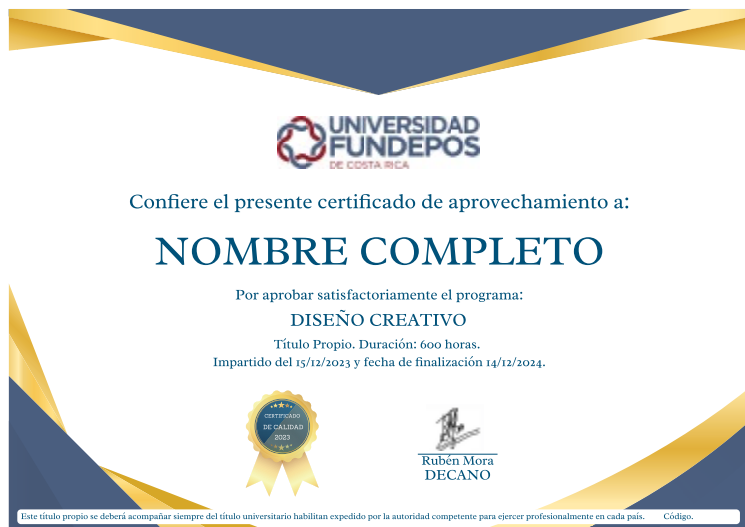 UNIVERSIDAD
FUNDEPOS
DE COSTA RICA
Confiere el presente certificado de aprovechamiento a:
NOMBRE COMPLETO
Por aprobar satisfactoriamente el programa:
DISEÑO CREATIVO
Título Propio. Duración: 600 horas.
Impartido del 15/12/2023 y fecha de finalización 14/12/2024.
CERTIFICADO
DE CALIDAD
2023
Rubén Mora
DECANO
Este título propio se deberá acompañar siempre del título universitario habilitan expedido por la autoridad competente para ejercer profesionalmente en cada país. Código.